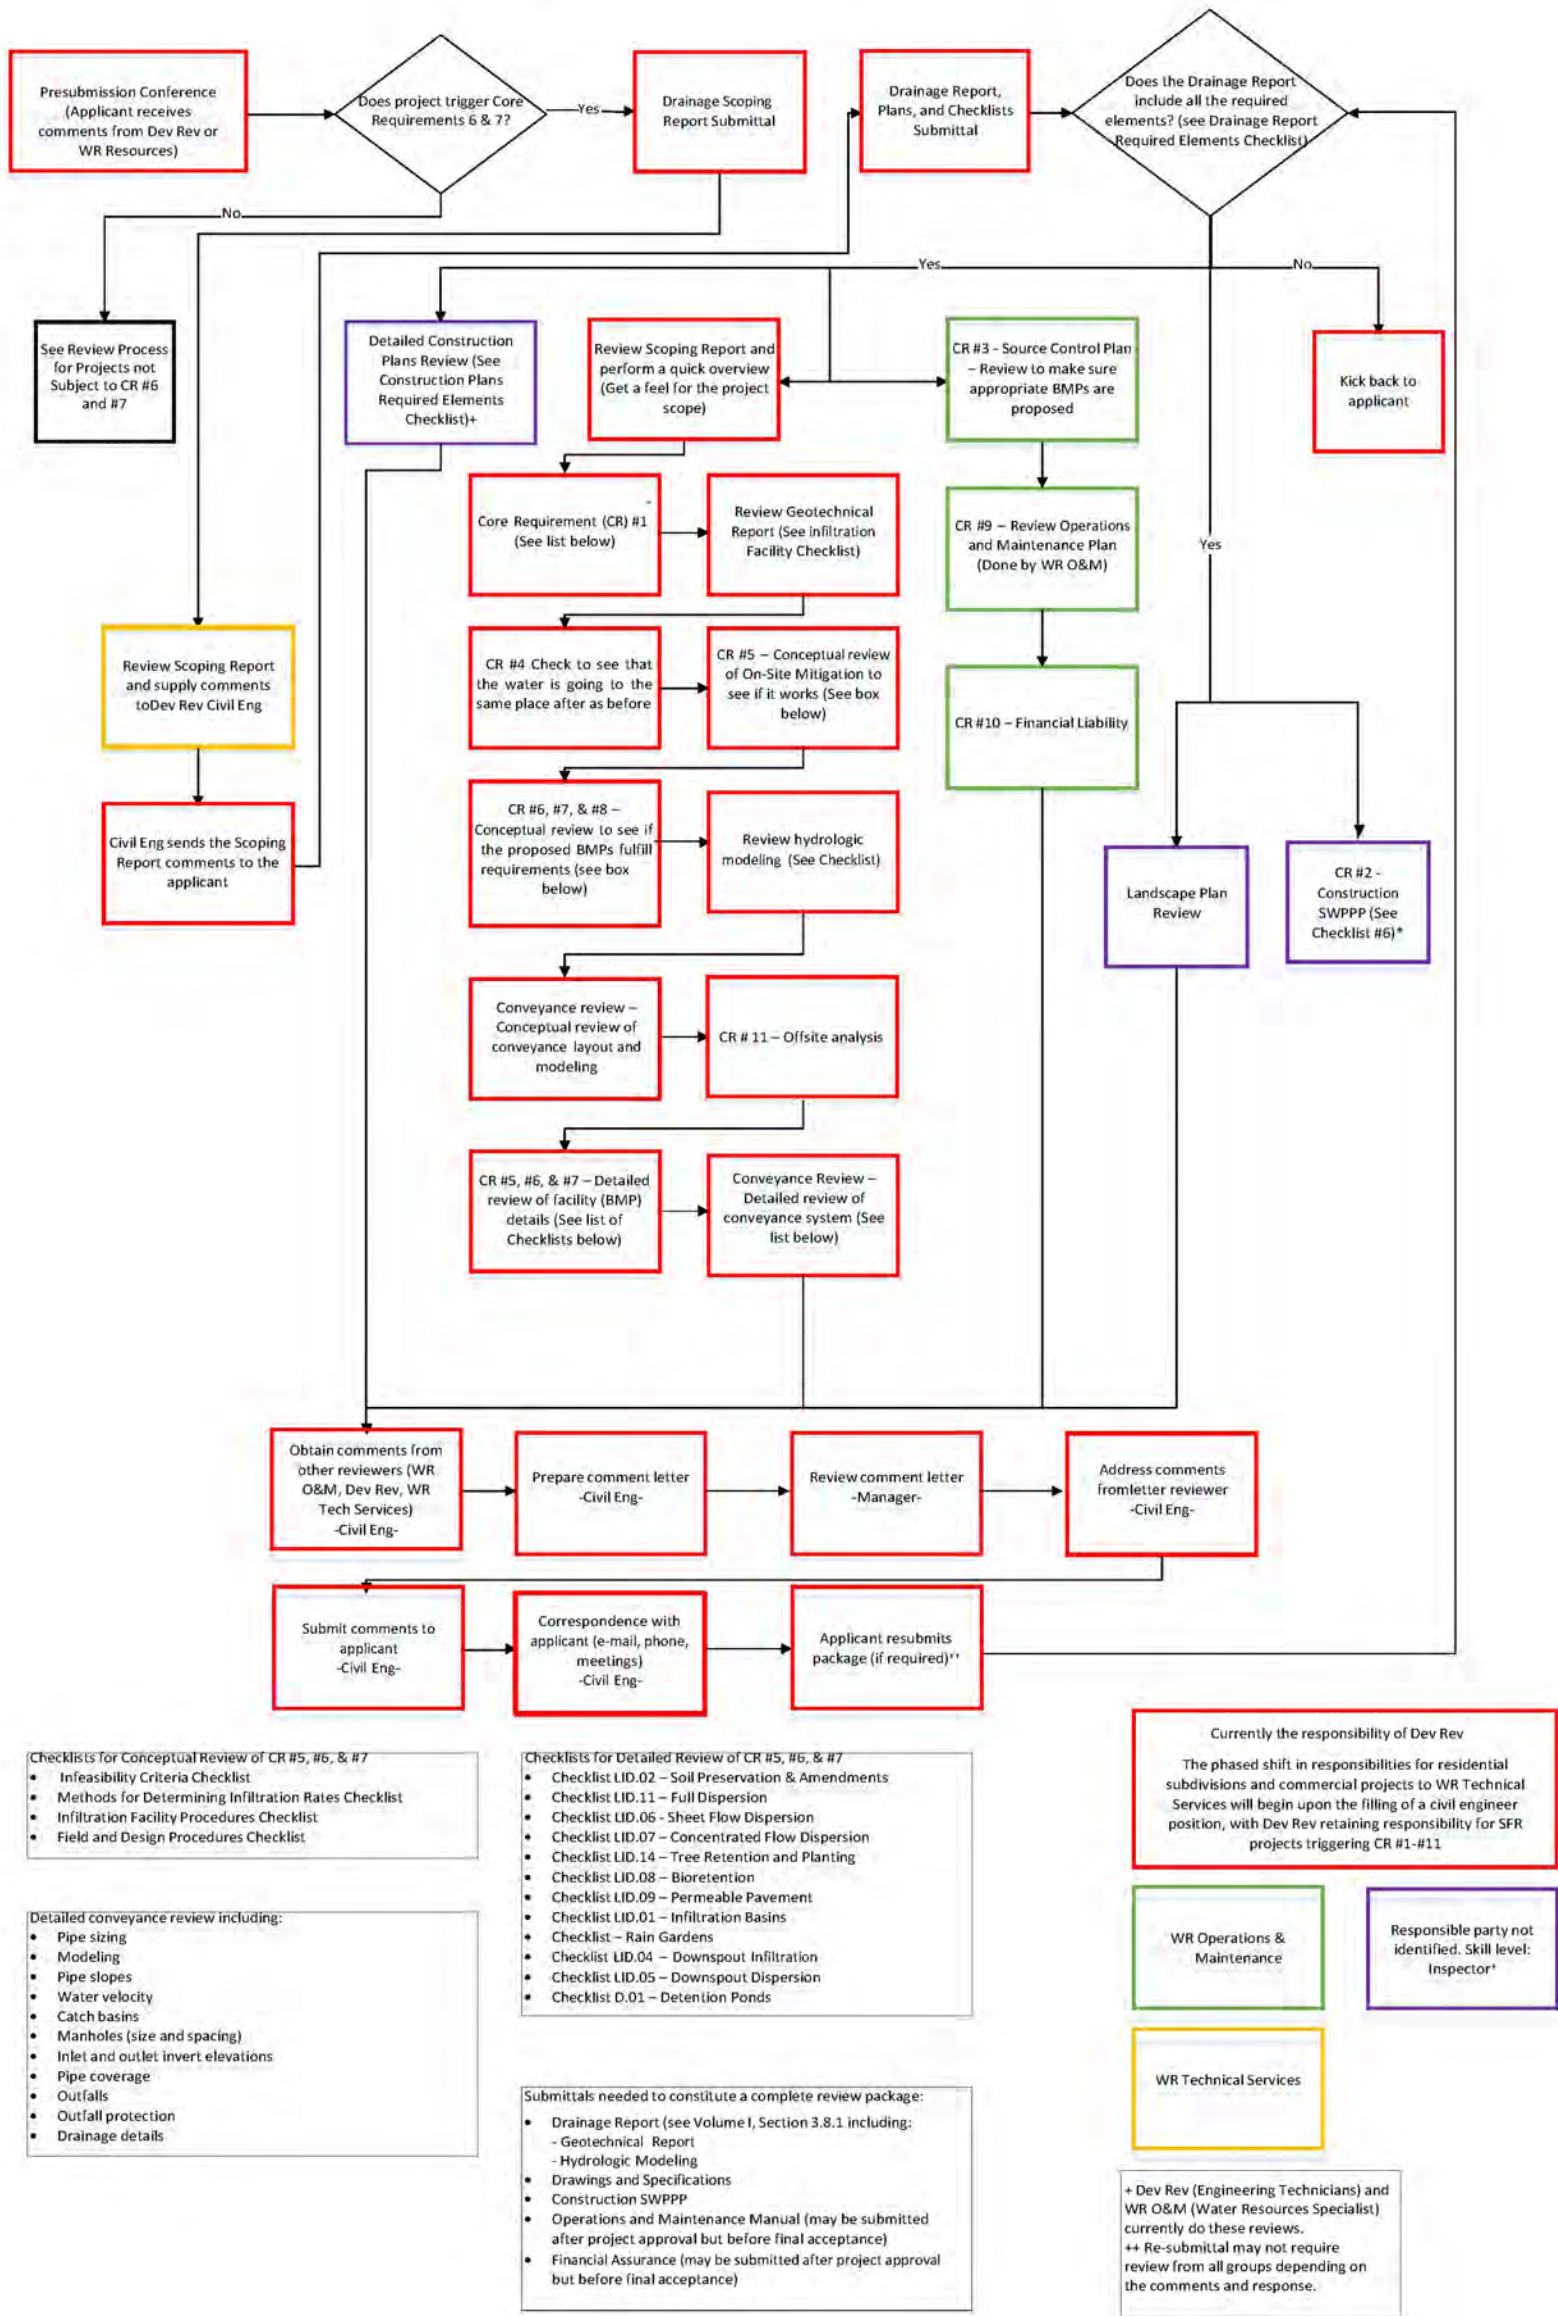 Presubmission Conference
(Applicant receives
comments from Dev Rev or
WR Resources)
Does project trigger Core
Requirements 6 & 7?
Yes
Drainage Scoping
Report Submittal
Drainage Report,
Plans, and Checklists
Submittal
Does the Drainage Report
include all the required
elements? (see Drainage Report
Required Elements Checklist)
No
Yes
No
See Review Process
for Projects not
Subject to CR #6
and #7
Detailed Construction
Plans Review (See
Construction Plans
Required Elements
Checklist)+
Review Scoping Report and
perform a quick overview
(Get a feel for the project
scope)
CR #3 - Source Control Plan
– Review to make sure
appropriate BMPs are
proposed
Kick back to
applicant
Core Requirement (CR) #1
(See list below)
Review Geotechnical
Report (See infiltration
Facility Checklist)
CR #9 – Review Operations
and Maintenance Plan
(Done by WR O&M)
Yes
Review Scoping Report
and supply comments
toDev Rev Civil Eng
CR #4 Check to see that
the water is going to the
same place after as before
CR #5 – Conceptual review
of On-Site Mitigation to
see if it works (See box
below)
CR #10 – Financial Liability
Civil Eng sends the Scoping
Report comments to the
applicant
CR #6, #7, & #8 –
Conceptual review to see if
the proposed BMPs fulfill
requirements (see box
below)
Review hydrologic
modeling (See Checklist)
Landscape Plan
Review
CR #2 -
Construction
SWPPP (See
Checklist #6)*
Conveyance review –
Conceptual review of
conveyance layout and
modeling
CR # 11 – Offsite analysis
CR #5, #6, & #7 – Detailed
review of facility (BMP)
details (See list of
Checklists below)
Conveyance Review –
Detailed review of
conveyance system (See
list below)
Obtain comments from
other reviewers (WR
O&M, Dev Rev, WR
Tech Services)
-Civil Eng-
Prepare comment letter
-Civil Eng-
Review comment letter
-Manager-
Address comments
fromletter reviewer
-Civil Eng-
Submit comments to
applicant
-Civil Eng-
Correspondence with
applicant (e-mail, phone,
meetings)
-Civil Eng-
Applicant resubmits
package (if required)++
Checklists for Conceptual Review of CR #5, #6, & #7
• Infeasibility Criteria Checklist
• Methods for Determining Infiltration Rates Checklist
• Infiltration Facility Procedures Checklist
• Field and Design Procedures Checklist
Detailed conveyance review including:
• Pipe sizing
• Modeling
• Pipe slopes
• Water velocity
• Catch basins
• Manholes (size and spacing)
• Inlet and outlet invert elevations
• Pipe coverage
• Outfalls
• Outfall protection
• Drainage details
Checklists for Detailed Review of CR #5, #6, & #7
• Checklist LID.02 – Soil Preservation & Amendments
• Checklist LID.11 – Full Dispersion
• Checklist LID.06 - Sheet Flow Dispersion
• Checklist LID.07 – Concentrated Flow Dispersion
• Checklist LID.14 – Tree Retention and Planting
• Checklist LID.08 – Bioretention
• Checklist LID.09 – Permeable Pavement
• Checklist LID.01 – Infiltration Basins
• Checklist – Rain Gardens
• Checklist LID.04 – Downspout Infiltration
• Checklist LID.05 – Downspout Dispersion
• Checklist D.01 – Detention Ponds
Submittals needed to constitute a complete review package:
• Drainage Report (see Volume I, Section 3.8.1 including:
- Geotechnical Report
- Hydrologic Modeling
• Drawings and Specifications
• Construction SWPPP
• Operations and Maintenance Manual (may be submitted
after project approval but before final acceptance)
• Financial Assurance (may be submitted after project approval
but before final acceptance)
Currently the responsibility of Dev Rev
The phased shift in responsibilities for residential
subdivisions and commercial projects to WR Technical
Services will begin upon the filling of a civil engineer
position, with Dev Rev retaining responsibility for SFR
projects triggering CR #1-#11
WR Operations &
Maintenance
Responsible party not
identified. Skill level:
Inspector+
WR Technical Services
+ Dev Rev (Engineering Technicians) and
WR O&M (Water Resources Specialist)
currently do these reviews.
++ Re-submittal may not require
review from all groups depending on
the comments and response.